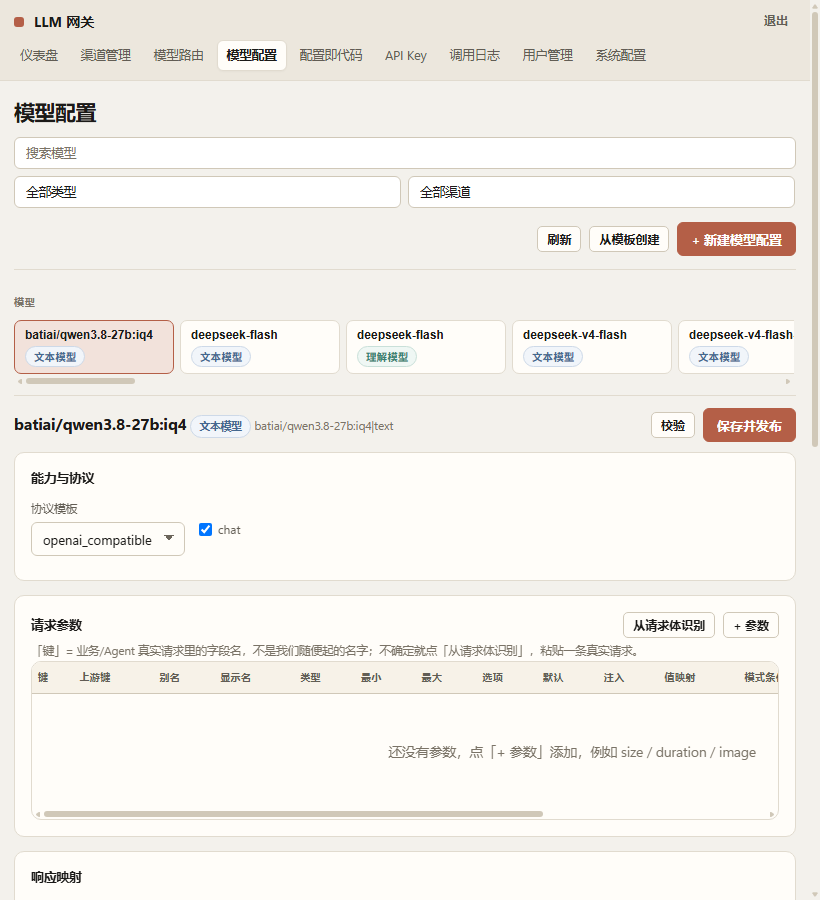 LLM 网关
退出
仪表盘 渠道管理 模型路由 模型配置 配置即代码 API Key 调用日志 用户管理 系统配置
模型配置
搜索模型
全部类型 全部渠道
刷新 从模板创建 + 新建模型配置
模型
batiai/qwen3.8-27b:iq4 deepseek-flash deepseek-flash deepseek-v4-flash deepseek-v4-flash
文本模型 文本模型 理解模型 文本模型 文本模型
batiai/qwen3.8-27b:iq4 文本模型 batiai/qwen3.8-27b:iq4|text 校验 保存并发布
能力与协议
协议模板
openai_compatible chat
请求参数 从请求体识别 + 参数
「键」= 业务/Agent 真实请求里的字段名，不是我们随便起的名字；不确定就点「从请求体识别」，粘贴一条真实请求。
键 上游键 别名 显示名 类型 最小 最大 选项 默认 注入 值映射 模式条
还没有参数，点「+ 参数」添加，例如 size / duration / image
响应映射